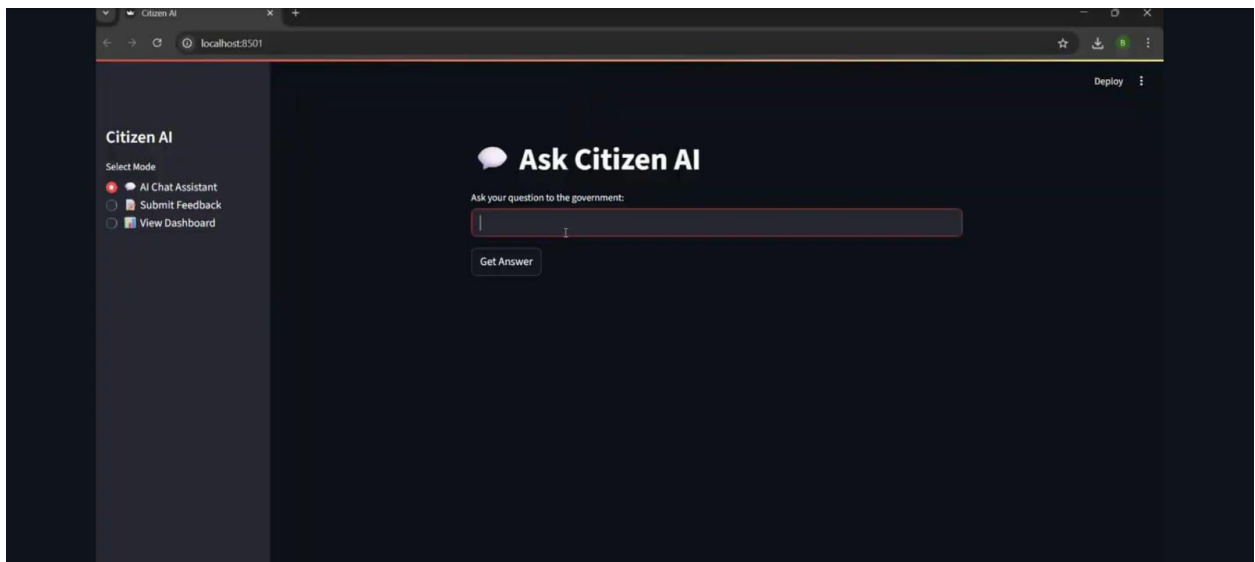 Citizen AI
localhost:8501
B
Deploy
Citizen AI
Select Mode
AI Chat Assistant
Submit Feedback
View Dashboard
Ask Citizen AI
Ask your question to the government:
Get Answer